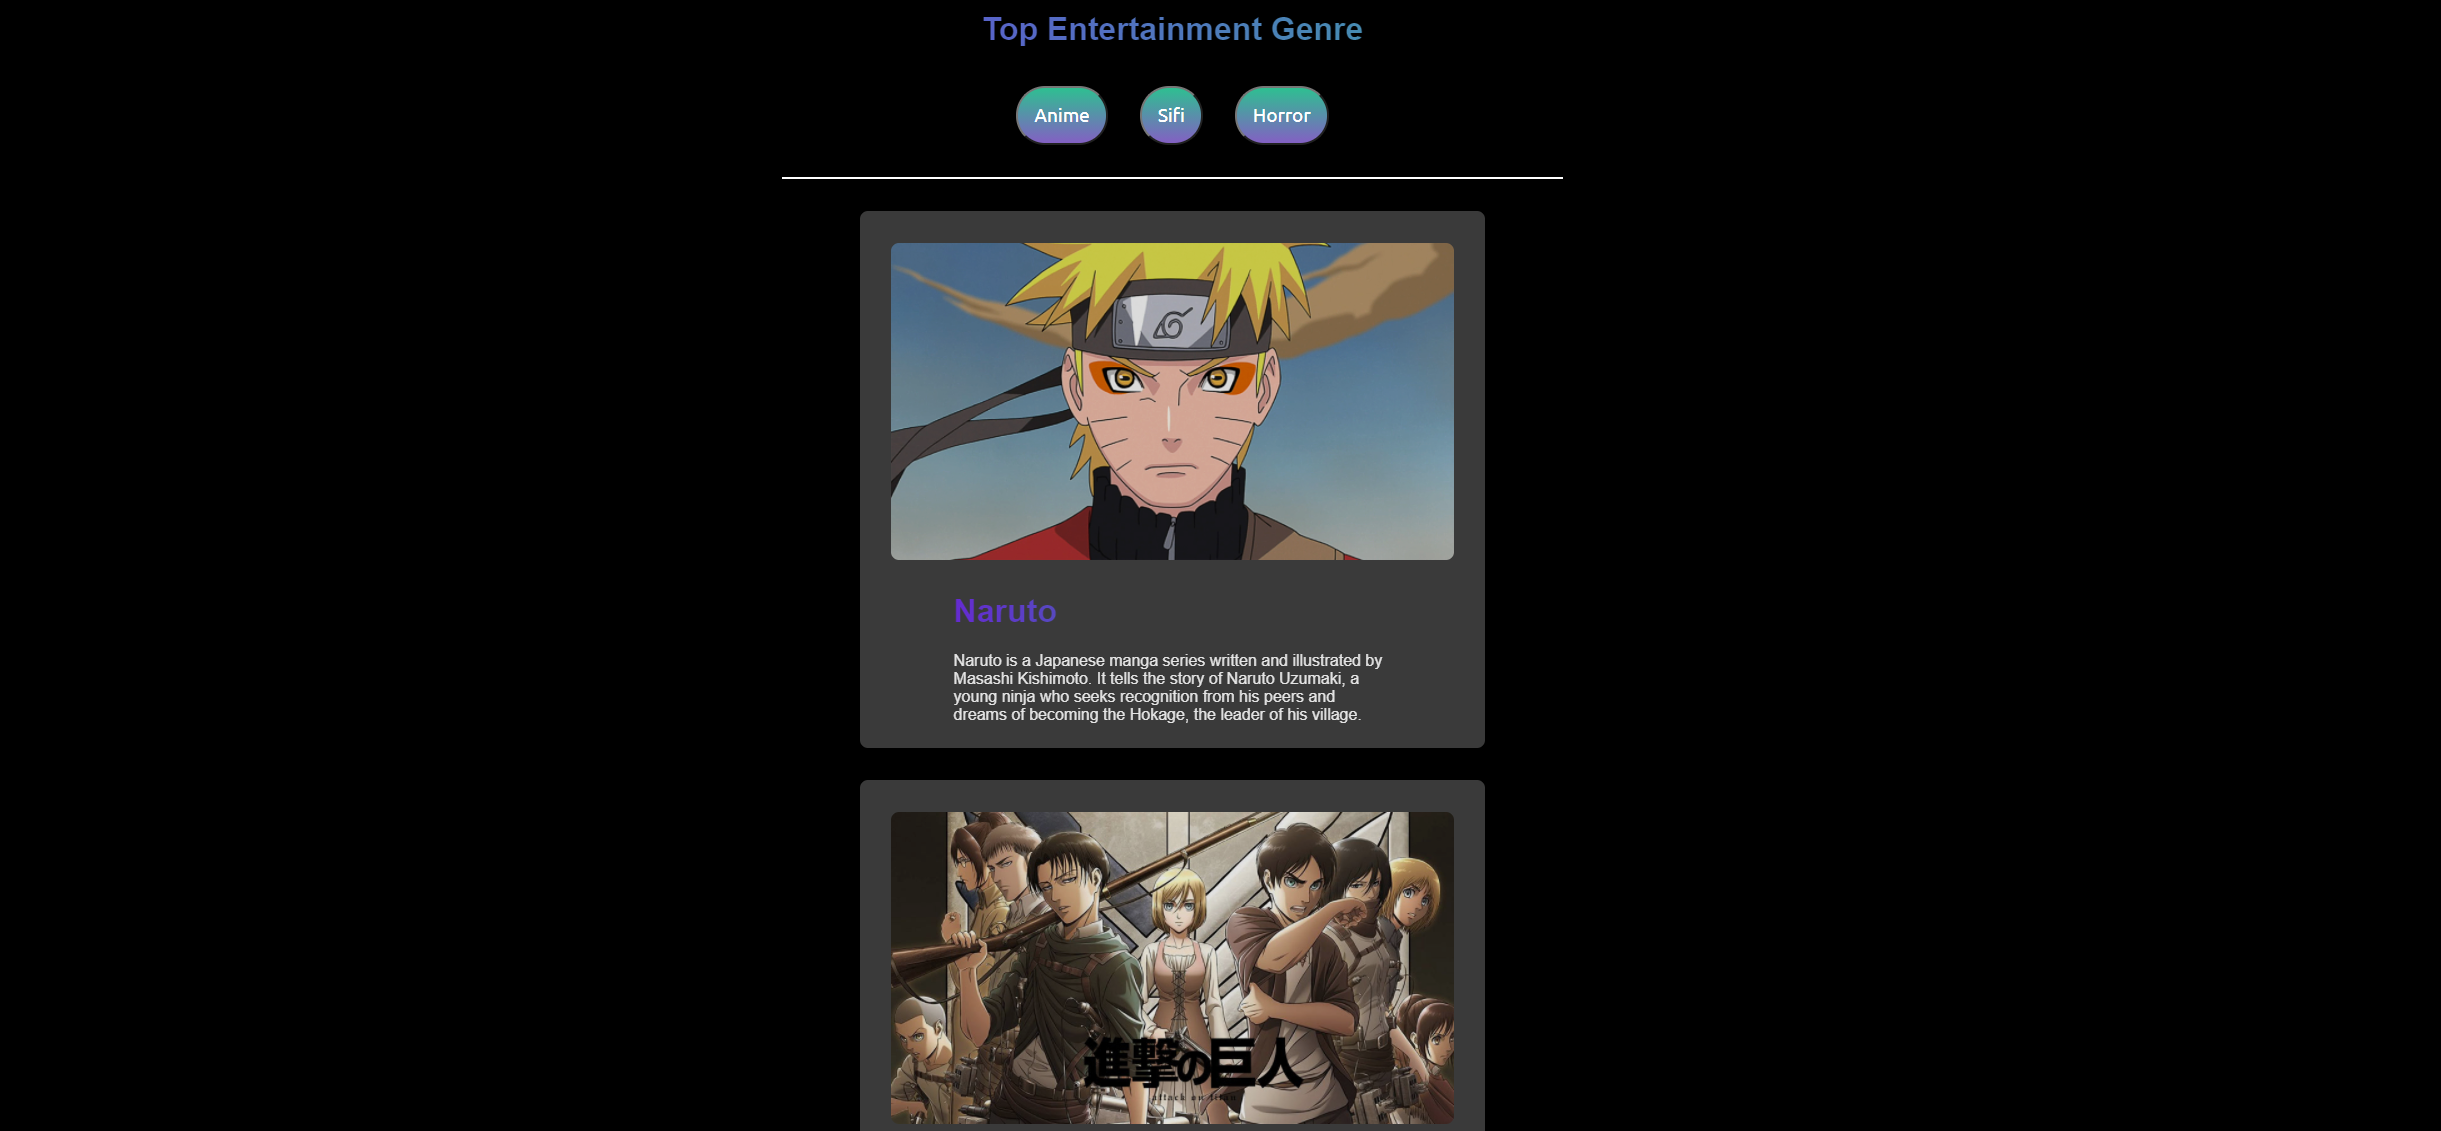 Top Entertainment Genre
Anime
Sifi
Horror
Naruto
Naruto is a Japanese manga series written and illustrated by
Masashi Kishimoto. It tells the story of Naruto Uzumaki, a
young ninja who seeks recognition from his peers and
dreams of becoming the Hokage, the leader of his village.
進撃の巨人
attack on titan